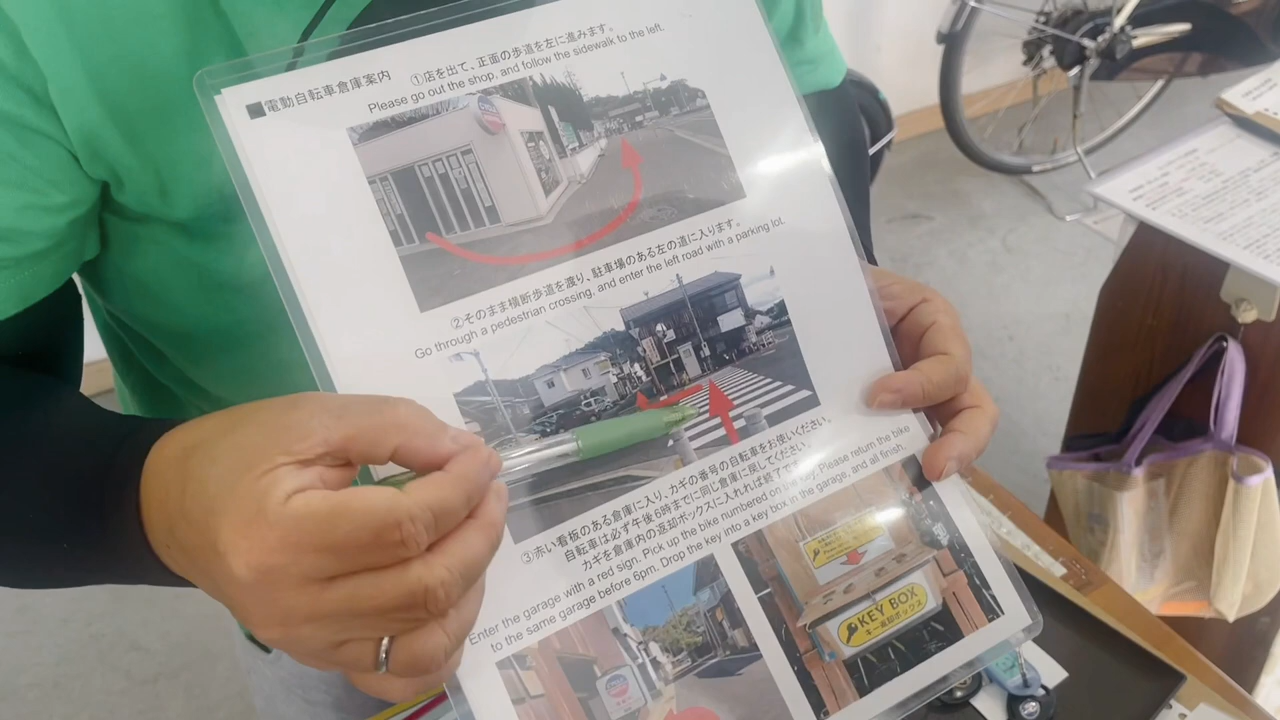 ■電動自転車倉庫案内
①店を出て、正面の歩道を左に進みます。
Please go out the shop, and follow the sidewalk to the left.
②そのまま横断歩道を渡り、駐車場のある左の道に入ります。
Go through a pedestrian crossing, and enter the left road with a parking lot.
③赤い看板のある倉庫に入り、カギの番号の自転車をお使いください。
自転車は必ず午後6時までに同じ倉庫に戻してください。
カギを倉庫内の返却ボックスに入れれば終了です
Enter the garage with a red sign. Pick up the bike numbered on the key. Please return the bike
to the same garage before 6pm. Drop the key into a key box in the garage, and all finish.
KEY BOX
キー返却ボックス